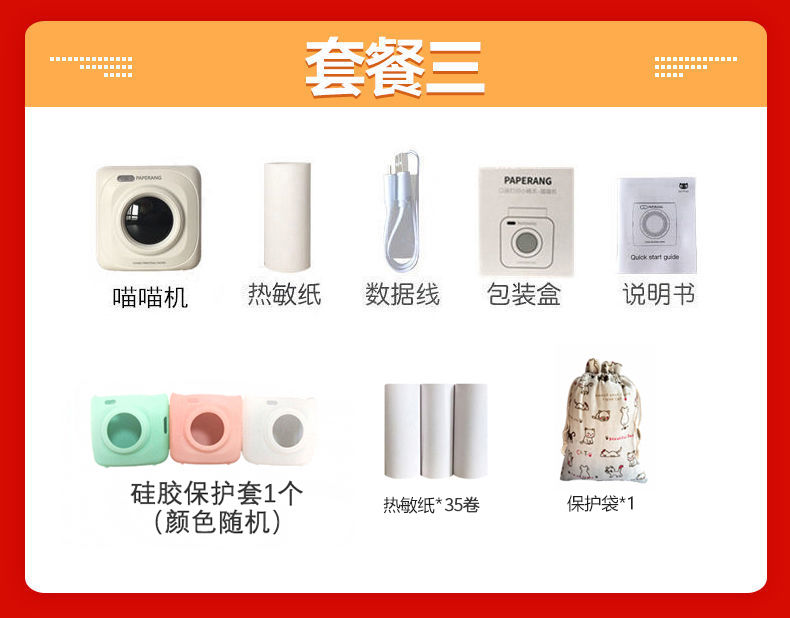 套餐三
PAPERANG
PAPERANG
PAPERANG
Quick start guide
喵喵机
热敏纸
数据线
包装盒
说明书
硅胶保护套1个
（颜色随机）
热敏纸*35卷
保护袋*1